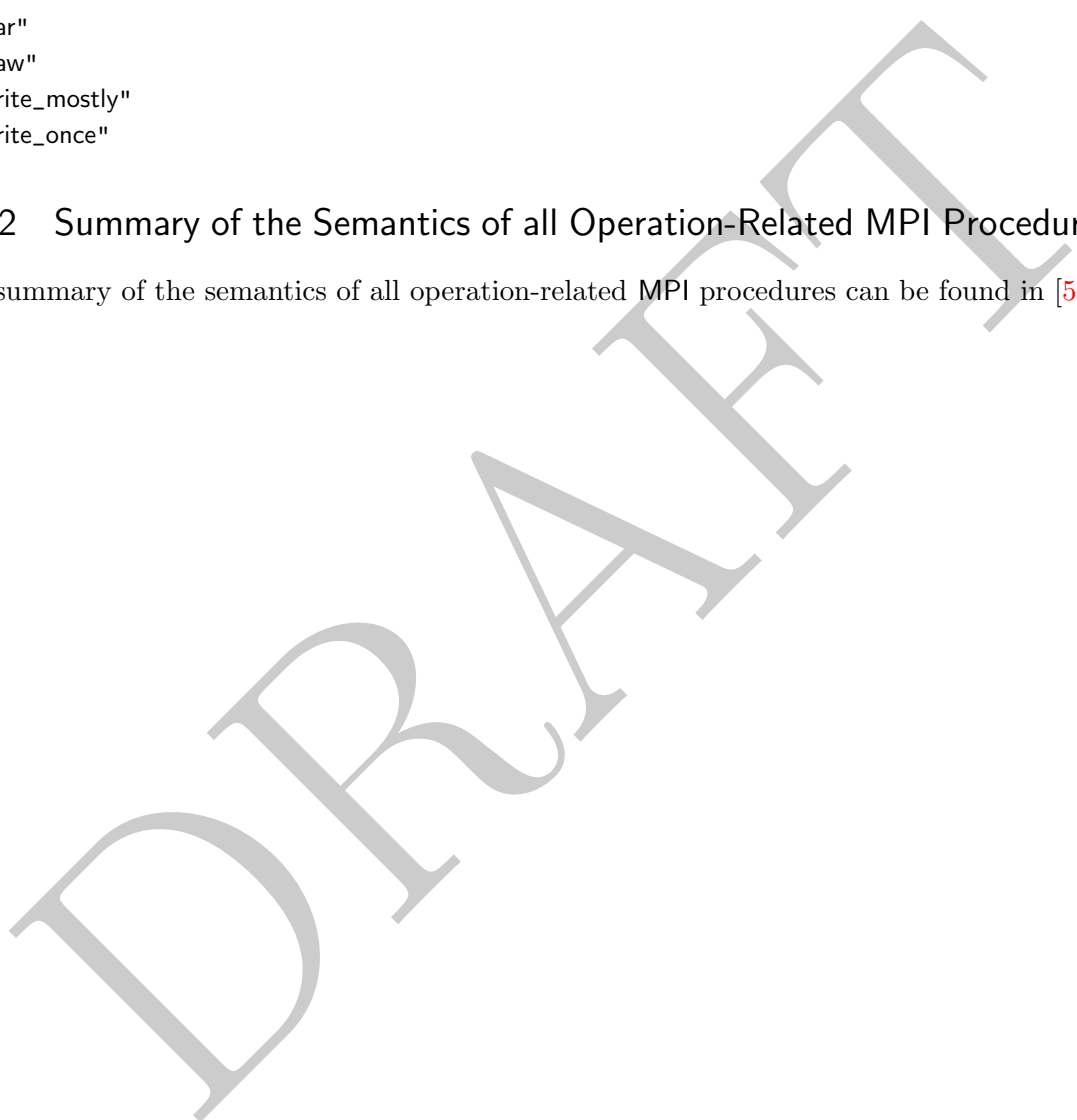 ar"
aw"
rite_mostly"
rite_once"
2 Summary of the Semantics of all Operation-Related MPI Procedur
summary of the semantics of all operation-related MPI procedures can be found in [5
DRAFT